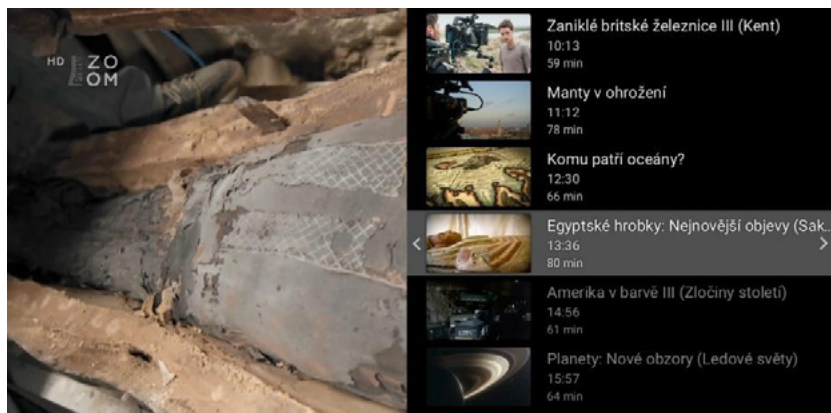 HD
ZO
OM
Zaniklé britské železnice III (Kent)
10:13
59 min
Manty v ohrožení
11:12
78 min
Komu patří oceány?
12:30
66 min
Egyptské hrobky: Nejnovější objevy (Sak..
13:36
80 min
Amerika v barvě III (Zločiny století)
14:56
61 min
Planety: Nové obzory (Ledové světy)
15:57
64 min